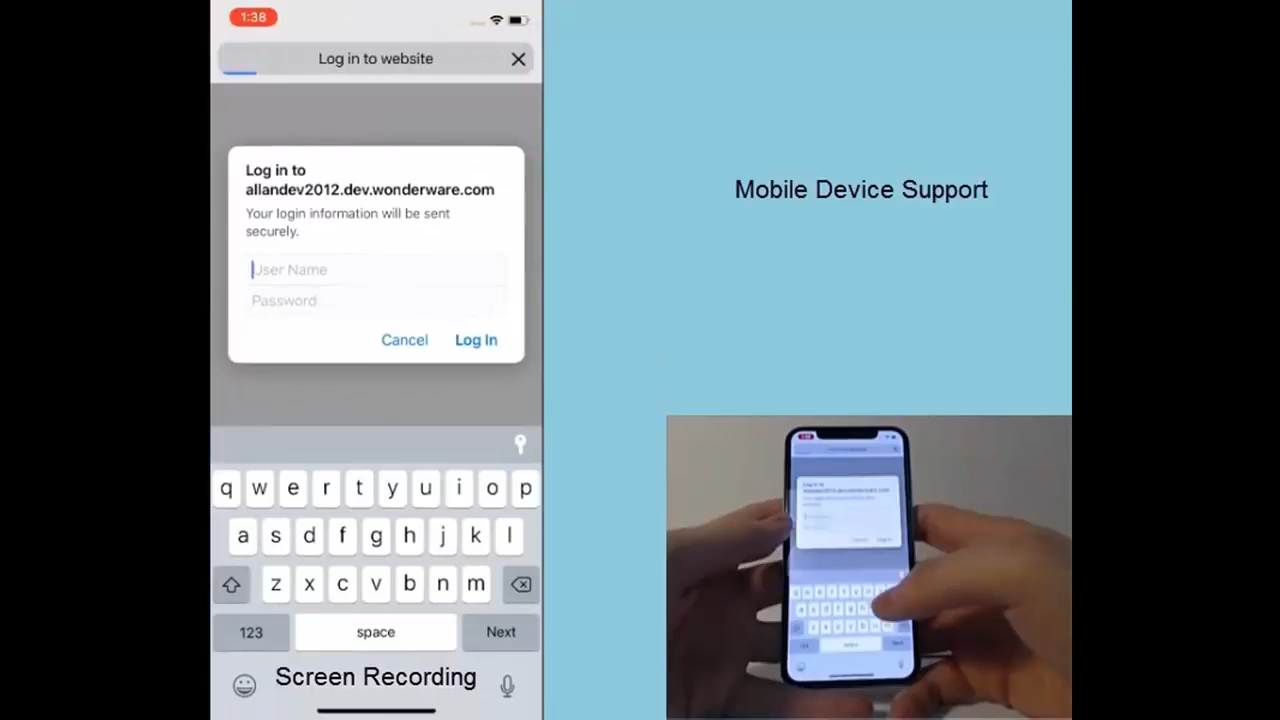 1:38
Log in to website
Log in to
allandev2012.dev.wonderware.com
Your login information will be sent
securely.
User Name
Password
Cancel
Log In
q w e r t y u i o p
a s d f g h j k l
z x c v b n m
123
space
Next
Screen Recording
Mobile Device Support